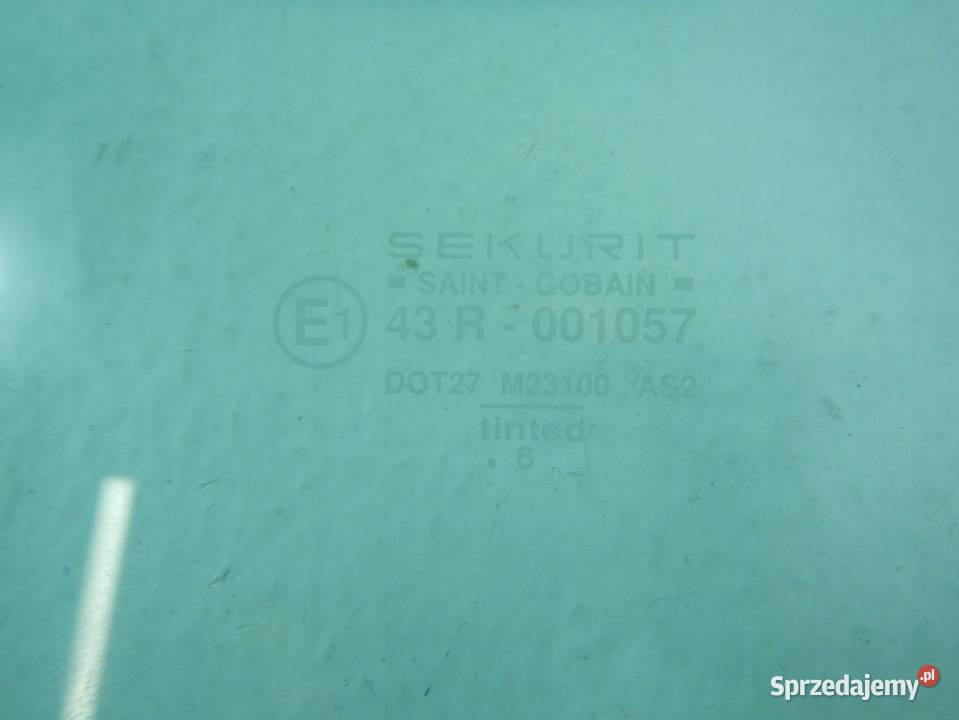 SEKURIT
SAINT - GOBAIN
E1 43 R - 001057
DOT27 M23100 AS2
tinted
. 6
Sprzedajemy.pl